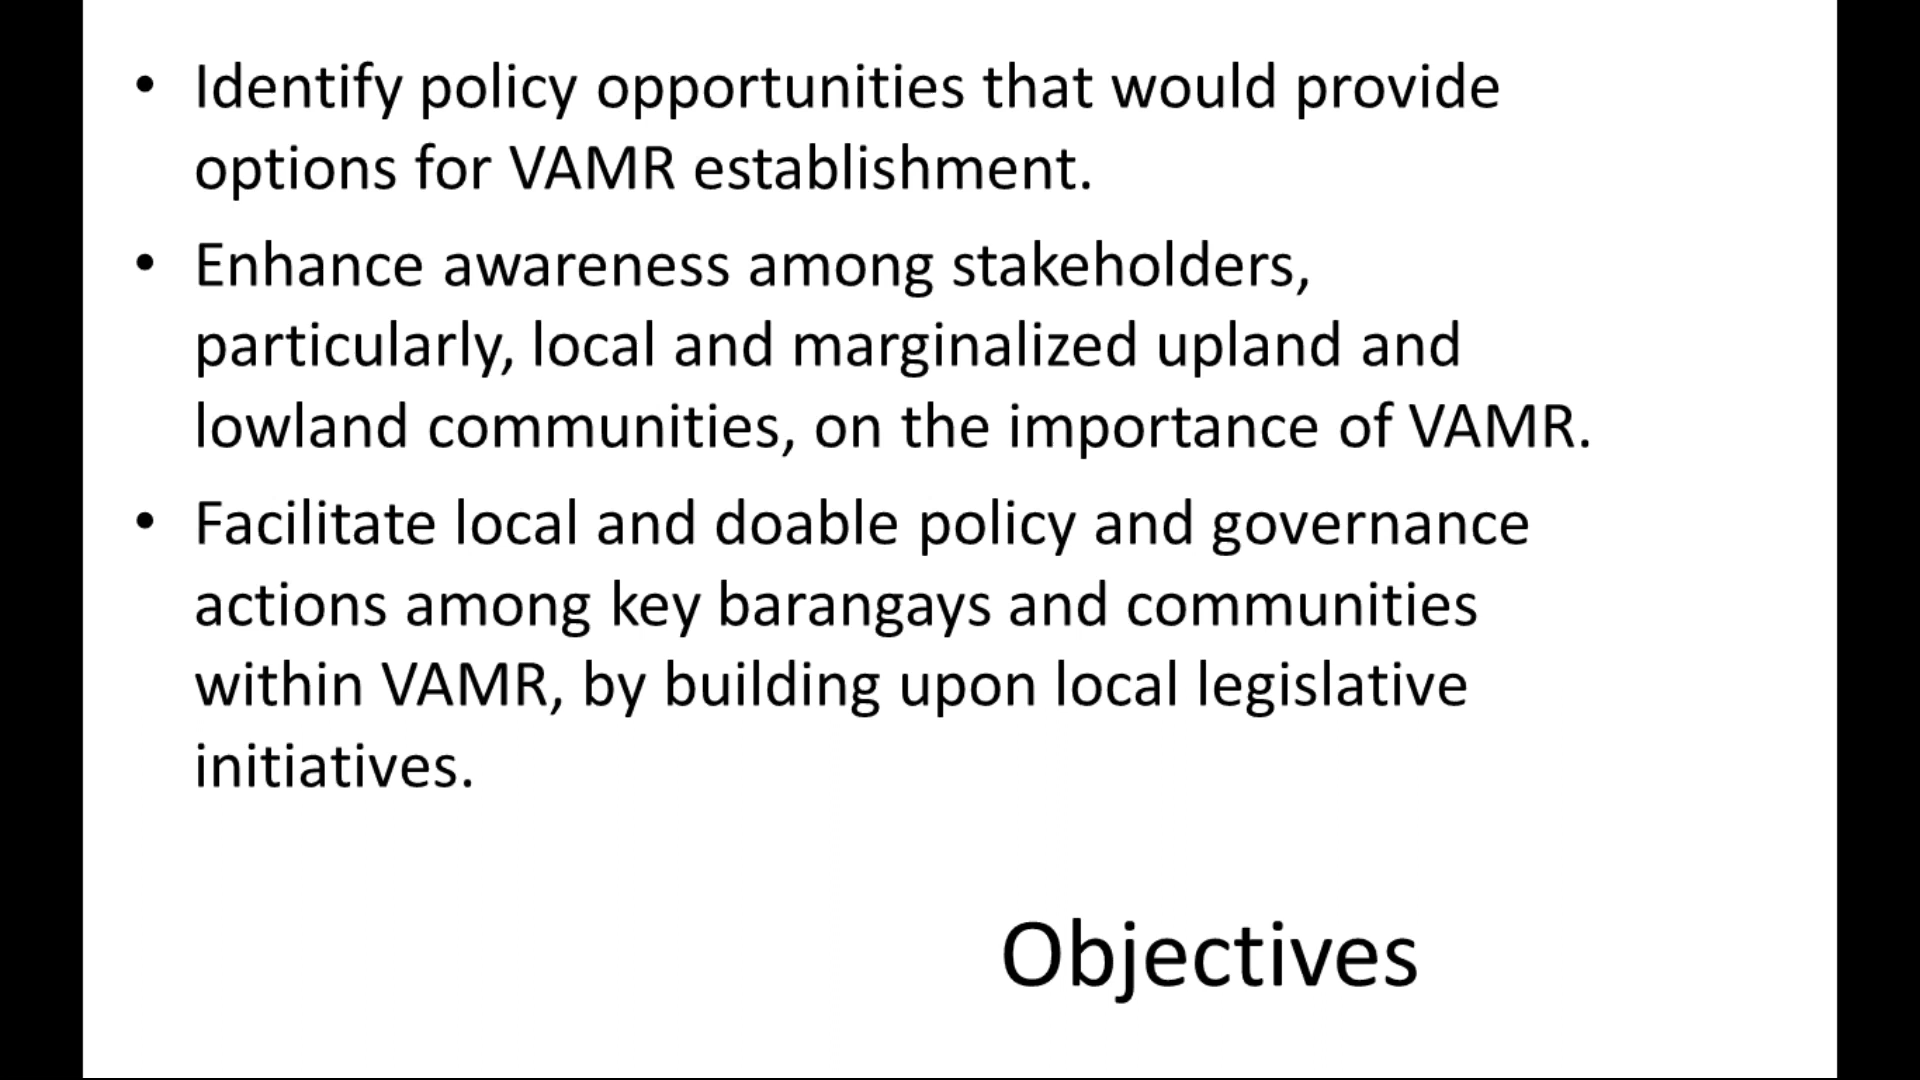 • Identify policy opportunities that would provide
options for VAMR establishment.
• Enhance awareness among stakeholders,
particularly, local and marginalized upland and
lowland communities, on the importance of VAMR.
• Facilitate local and doable policy and governance
actions among key barangays and communities
within VAMR, by building upon local legislative
initiatives.
Objectives